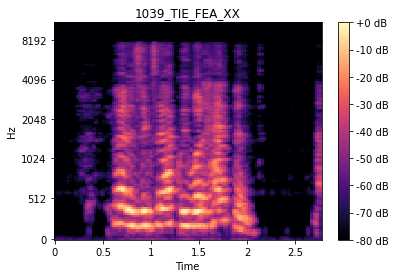 1039_TIE_FEA_XX
+0 dB
8192
-10 dB
4096
-20 dB
-30 dB
2048
Hz
-40 dB
1024
-50 dB
512
-60 dB
-70 dB
0
-80 dB
0 0.5 1 1.5 2 2.5
Time